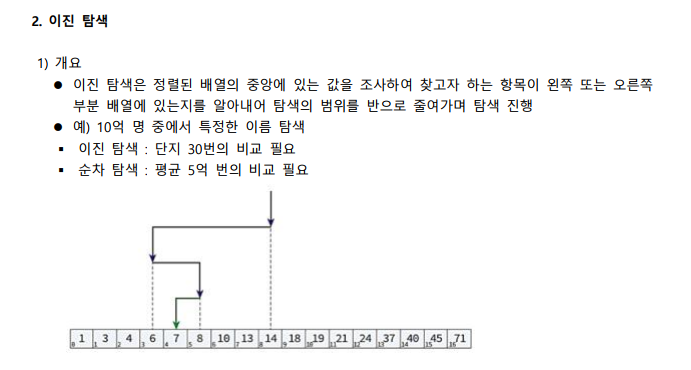 2. 이진 탐색
1) 개요
● 이진 탐색은 정렬된 배열의 중앙에 있는 값을 조사하여 찾고자 하는 항목이 왼쪽 또는 오른쪽
부분 배열에 있는지를 알아내어 탐색의 범위를 반으로 줄여가며 탐색 진행
● 예) 10억 명 중에서 특정한 이름 탐색
▪ 이진 탐색 : 단지 30번의 비교 필요
▪ 순차 탐색 : 평균 5억 번의 비교 필요
1 3 4 6 7 8 10 13 14 18 19 21 24 37 40 45 71
0 1 2 3 4 5 6 7 8 9 10 11 12 13 14 15 16